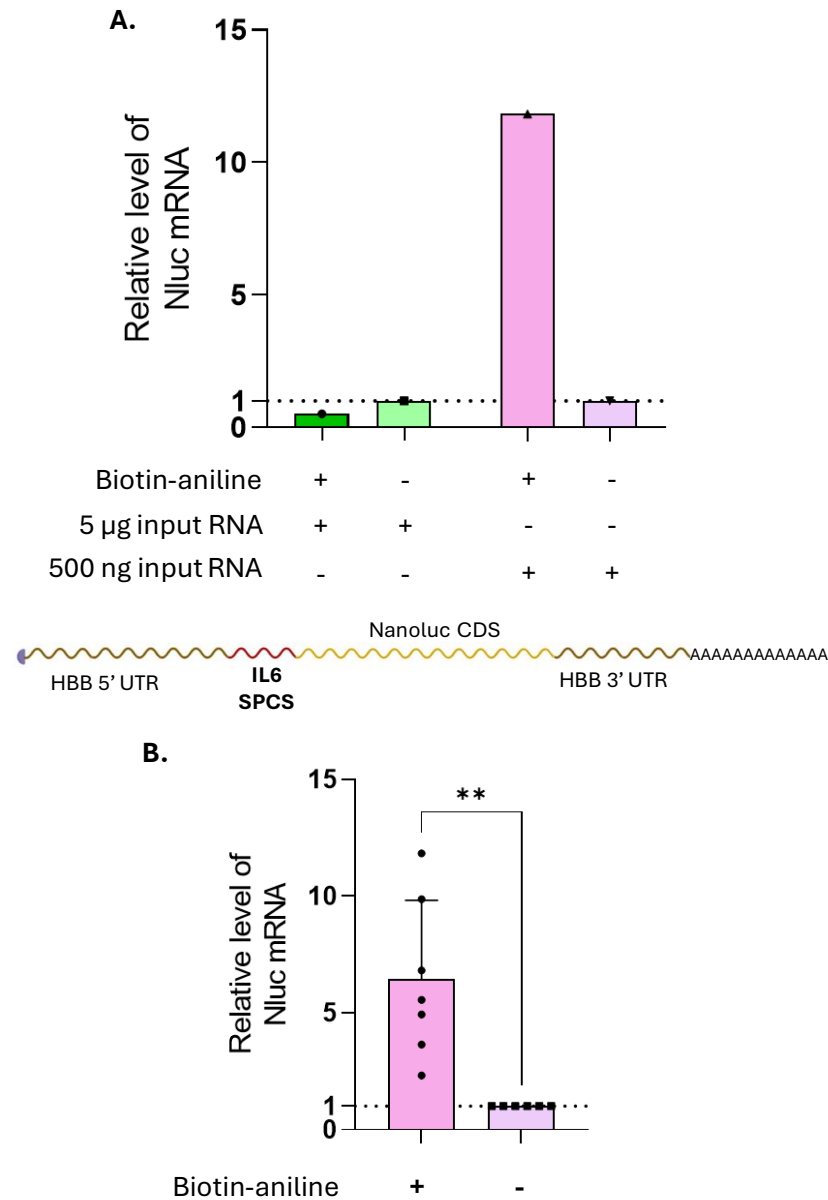 A.
Relative level of
Nluc mRNA
15
10
5
1
0
Biotin-aniline + - + -
5 µg input RNA + + - -
500 ng input RNA - - + +
Nanoluc CDS
AAAAAAAAAAAAA
HBB 5’ UTR
IL6
SPCS
HBB 3’ UTR
B.
Relative level of
Nluc mRNA
15
10
5
1
0
**
Biotin-aniline + -